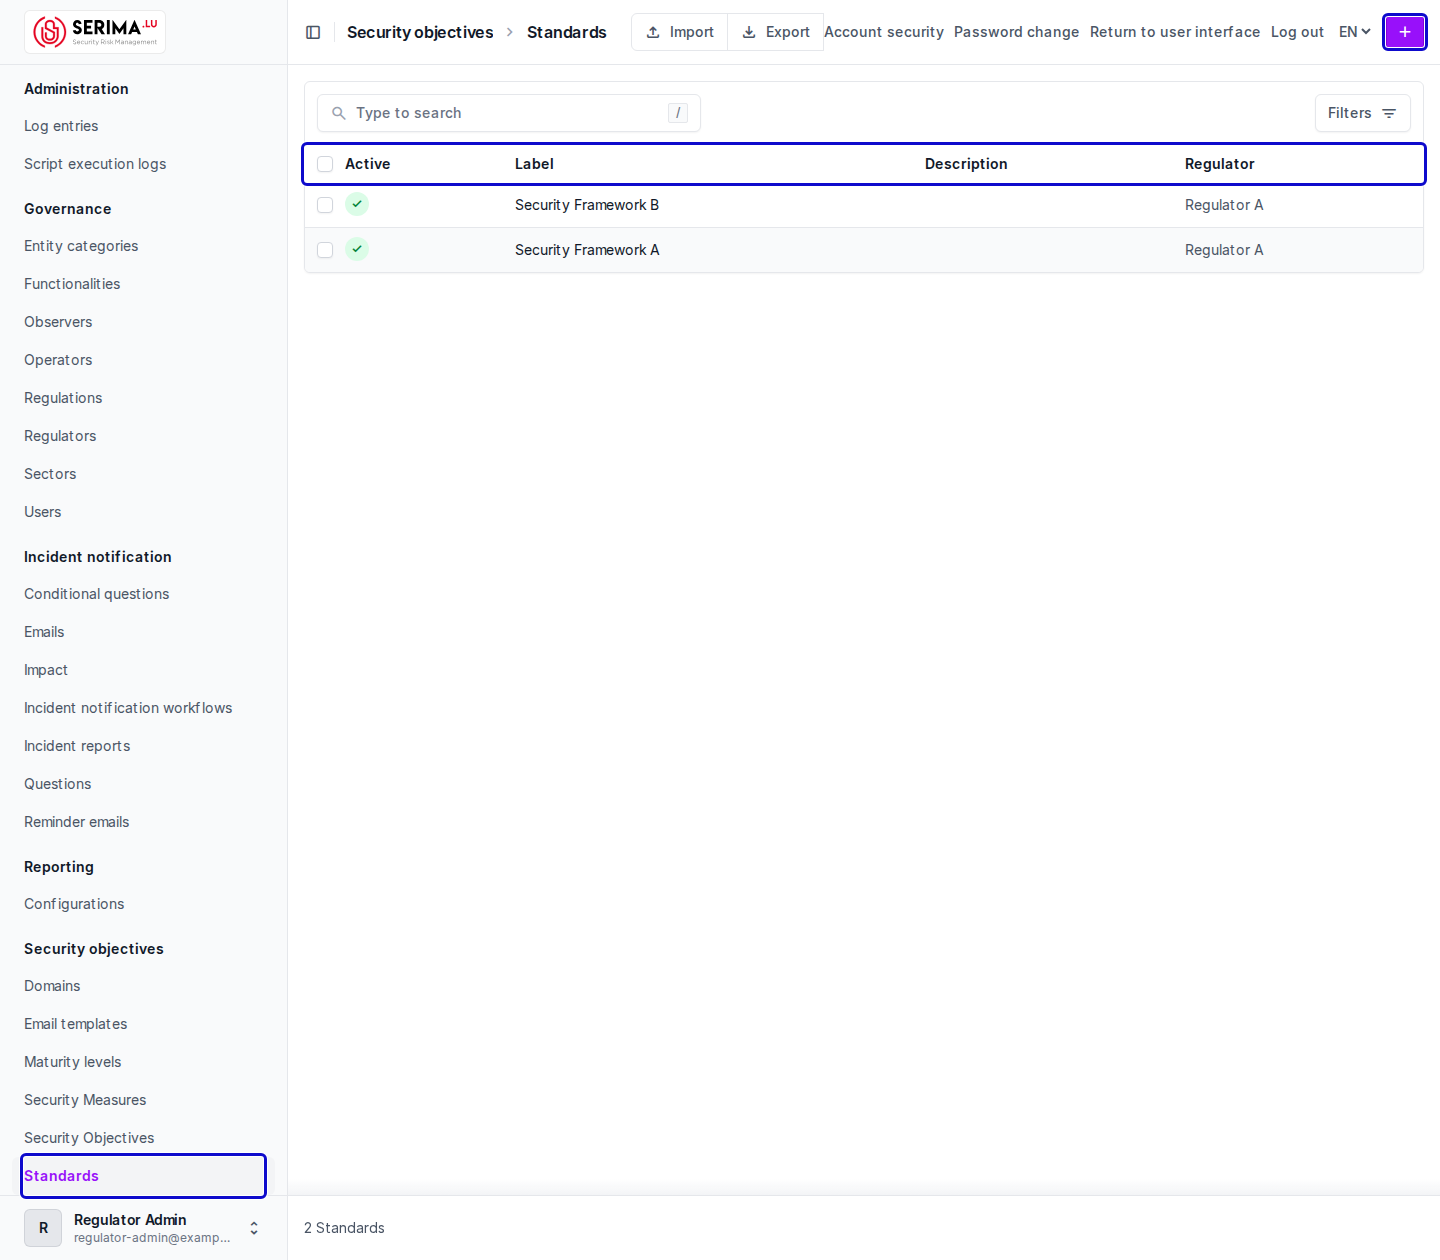 SERIMA.LU
Security Risk Management
Security objectives > Standards
Import
Export
Account security
Password change
Return to user interface
Log out
EN
+
Administration
Log entries
Script execution logs
Governance
Entity categories
Functionalities
Observers
Operators
Regulations
Regulators
Sectors
Users
Incident notification
Conditional questions
Emails
Impact
Incident notification workflows
Incident reports
Questions
Reminder emails
Reporting
Configurations
Security objectives
Domains
Email templates
Maturity levels
Security Measures
Security Objectives
Standards
R
Regulator Admin
regulator-admin@examp...
Type to search
/
Filters
Active Label Description Regulator
Security Framework B Regulator A
Security Framework A Regulator A
2 Standards